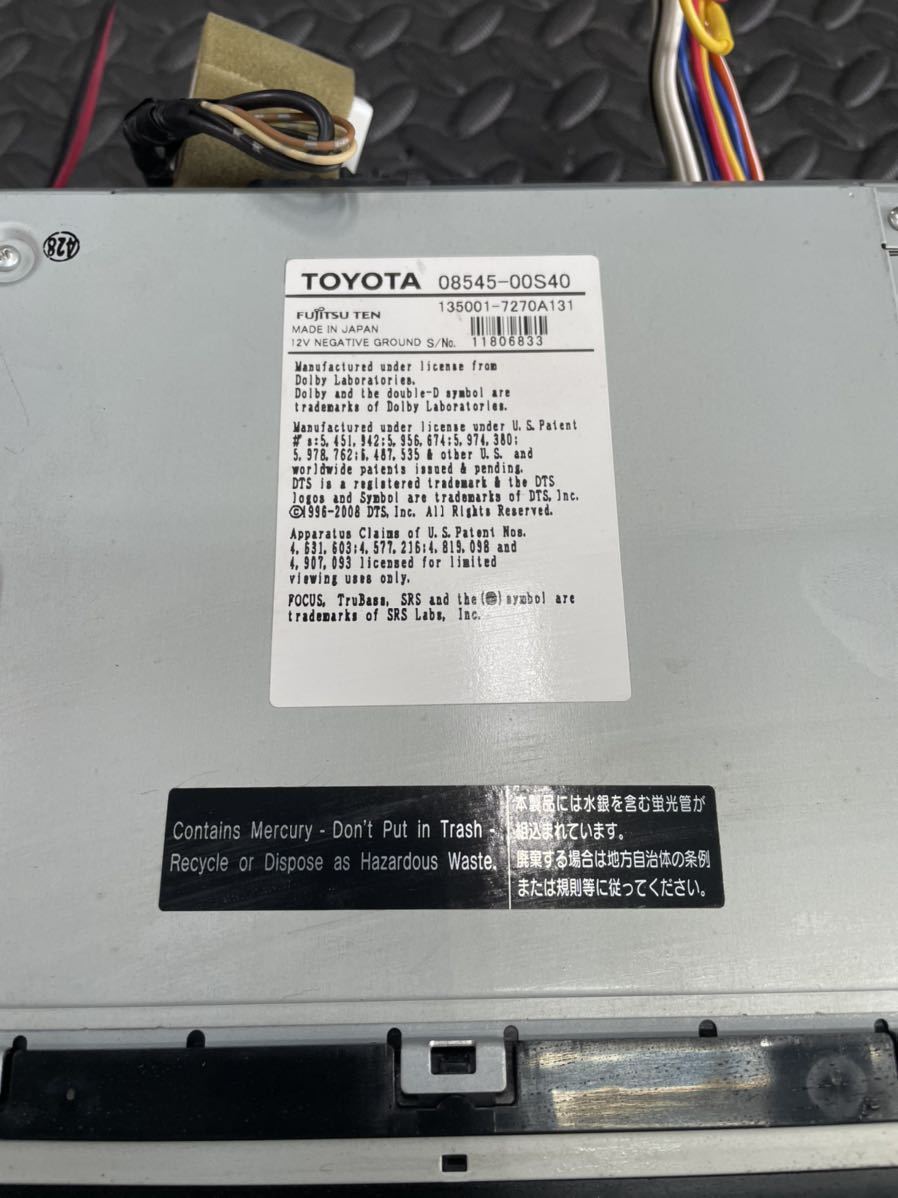 A28
TOYOTA 08545-00S40
135001-7270A131
FUJITSU TEN
MADE IN JAPAN
12V NEGATIVE GROUND S/No. 11806833
Manufactured under license from
Dolby Laboratories.
Dolby and the double-D symbol are
trademarks of Dolby Laboratories.
Manufactured under license under U.S.Patent
#'s:5,451,942;5,956,674;5,974,380;
5,978,762;6,487,535 & other U.S. and
worldwide patents issued & pending.
DTS is a registered trademark & the DTS
logos and Symbol are trademarks of DTS, Inc.
©1996-2008 DTS, Inc. All Rights Reserved.
Apparatus Claims of U.S.Patent Nos.
4,631,603;4,577,216;4,819,098 and
4,907,093 licensed for limited
viewing uses only.
FOCUS, TruBass, SRS and the (●) symbol are
trademarks of SRS Labs, Inc.
Contains Mercury - Don't Put in Trash -
Recycle or Dispose as Hazardous Waste.
本製品には水銀を含む蛍光管が
組込まれています。
廃棄する場合は地方自治体の条例
または規則等に従ってください。